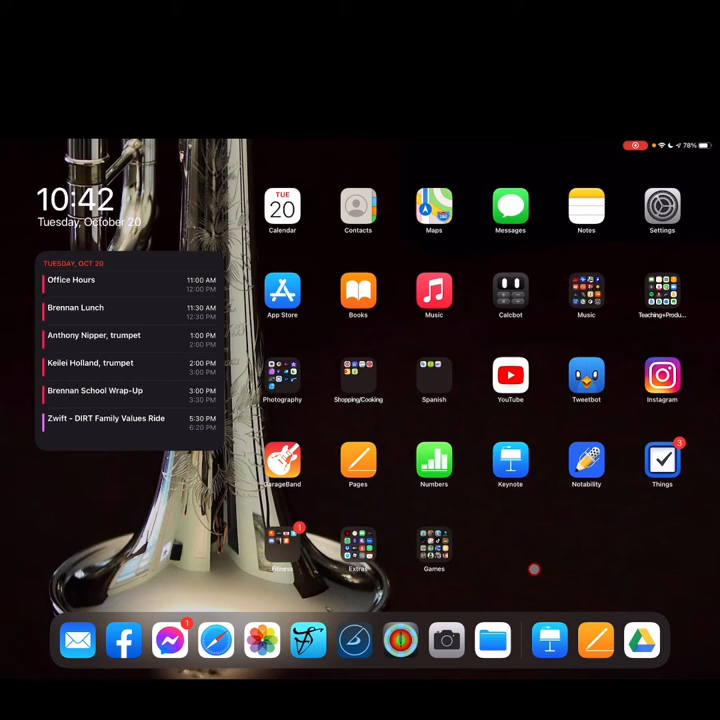 78%
10:42
Tuesday, October 20
TUESDAY, OCT 20
Office Hours 11:00 AM
12:00 PM
Brennan Lunch 11:30 AM
12:30 PM
Anthony Nipper, trumpet 1:00 PM
2:00 PM
Keilei Holland, trumpet 2:00 PM
3:00 PM
Brennan School Wrap-Up 3:00 PM
3:30 PM
Zwift - DIRT Family Values Ride 5:30 PM
6:20 PM
TUE
20
Calendar Contacts Maps Messages Notes Settings
280
App Store Books Music Calcbot Music Teaching+Produ...
Photography Shopping/Cooking Spanish YouTube Tweetbot Instagram
3
GarageBand Pages Numbers Keynote Notability Things
1
Fitness Extras Games
1